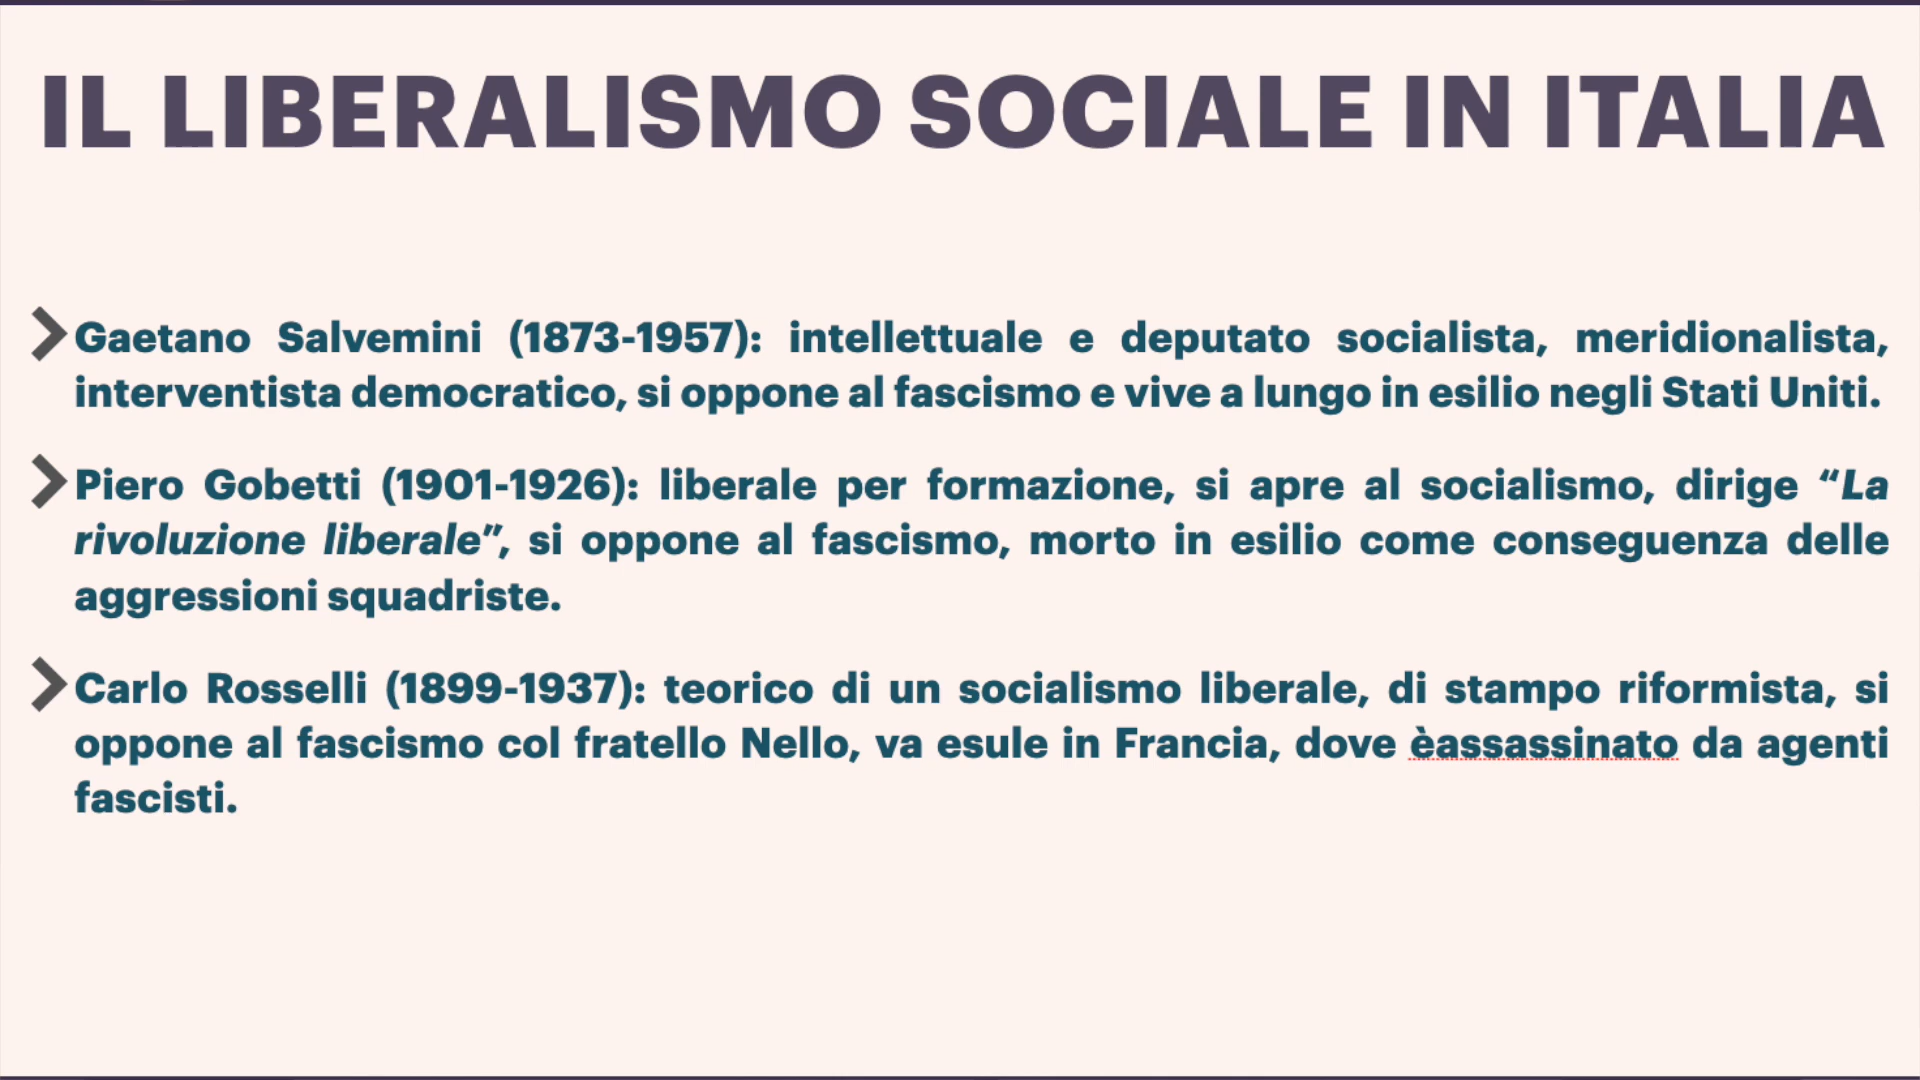 IL LIBERALISMO SOCIALE IN ITALIA
Gaetano Salvemini (1873-1957): intellettuale e deputato socialista, meridionalista,
interventista democratico, si oppone al fascismo e vive a lungo in esilio negli Stati Uniti.
Piero Gobetti (1901-1926): liberale per formazione, si apre al socialismo, dirige “La
rivoluzione liberale”, si oppone al fascismo, morto in esilio come conseguenza delle
aggressioni squadriste.
Carlo Rosselli (1899-1937): teorico di un socialismo liberale, di stampo riformista, si
oppone al fascismo col fratello Nello, va esule in Francia, dove èassassinato da agenti
fascisti.